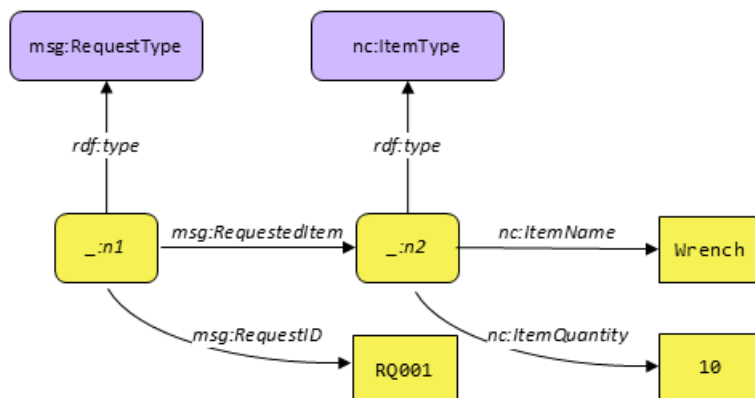 msg:RequestType
nc:ItemType
rdf:type
rdf:type
_:n1
msg:RequestedItem
_:n2
nc:ItemName
Wrench
msg:RequestID
nc:ItemQuantity
RQ001
10